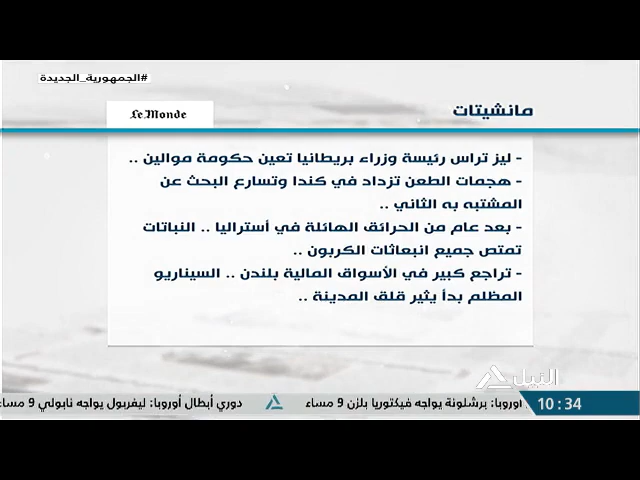 #الجمهورية_الجديدة
مانشيتات
Le Monde
- ليز تراس رئيسة وزراء بريطانيا تعين حكومة موالين ..
- هجمات الطعن تزداد في كندا وتسارع البحث عن
المشتبه به الثاني ..
- بعد عام من الحرائق الهائلة في أستراليا .. النباتات
تمتص جميع انبعاثات الكربون ..
- تراجع كبير في الأسواق المالية بلندن .. السيناريو
المظلم بدأ يثير قلق المدينة ..
النيل
10:34
أوروبا: برشلونة يواجه فيكتوريا بلزن 9 مساء
دوري أبطال أوروبا: ليفربول يواجه نابولي 9 مساء